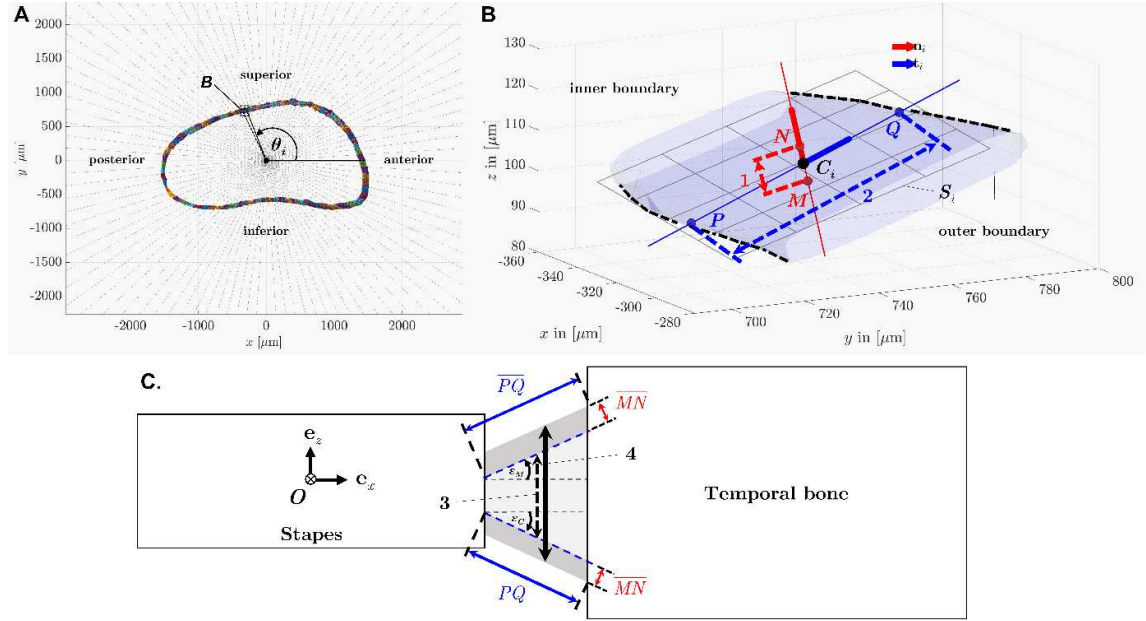 A
2000
1500
1000
500
0
-500
-1000
-1500
-2000
y μm
-2000
-1000
0
1000
2000
x [μm]
B
superior
θi
posterior
anterior
inferior
B
130
120
110
100
90
80
z in [μm]
-360
-340
-320
-300
-280
x in [μm]
700
720
740
760
780
800
y in [μm]
inner boundary
outer boundary
ni
ti
N
M
Ci
Q
P
1
2
Si
C.
PQ
MN
ez
O
Stapes
3
εM
εC
4
Temporal bone
PQ
MN